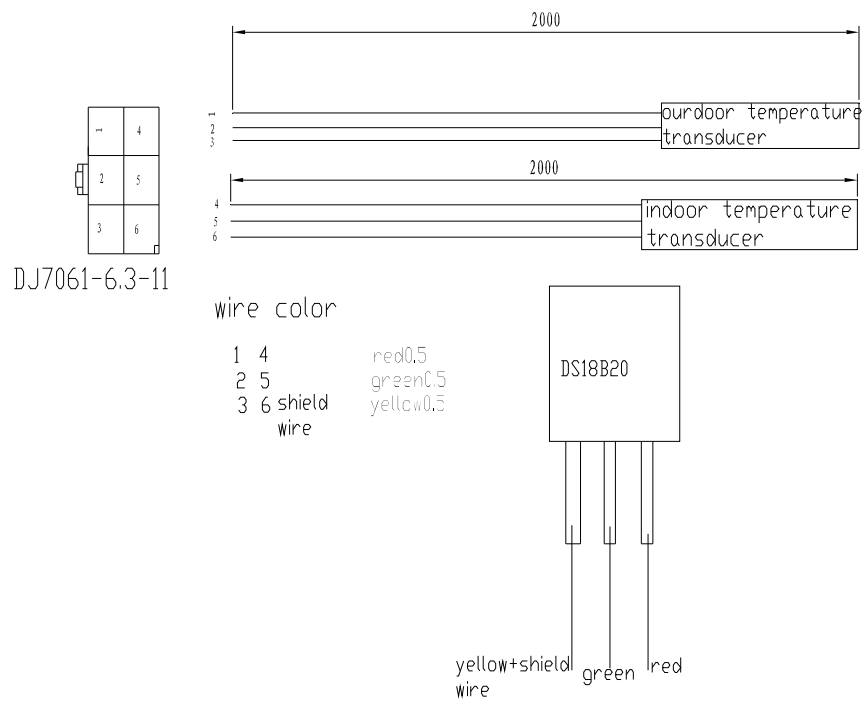 2000
1
2
3
ourdoor temperature
transducer
1 4
2 5
3 6
2000
4
5
6
indoor temperature
transducer
DJ7061-6.3-11
wire color
1 4 red0.5
2 5 green0.5
3 6 shield yellow0.5
wire
DS18B20
yellow+shield green red
wire